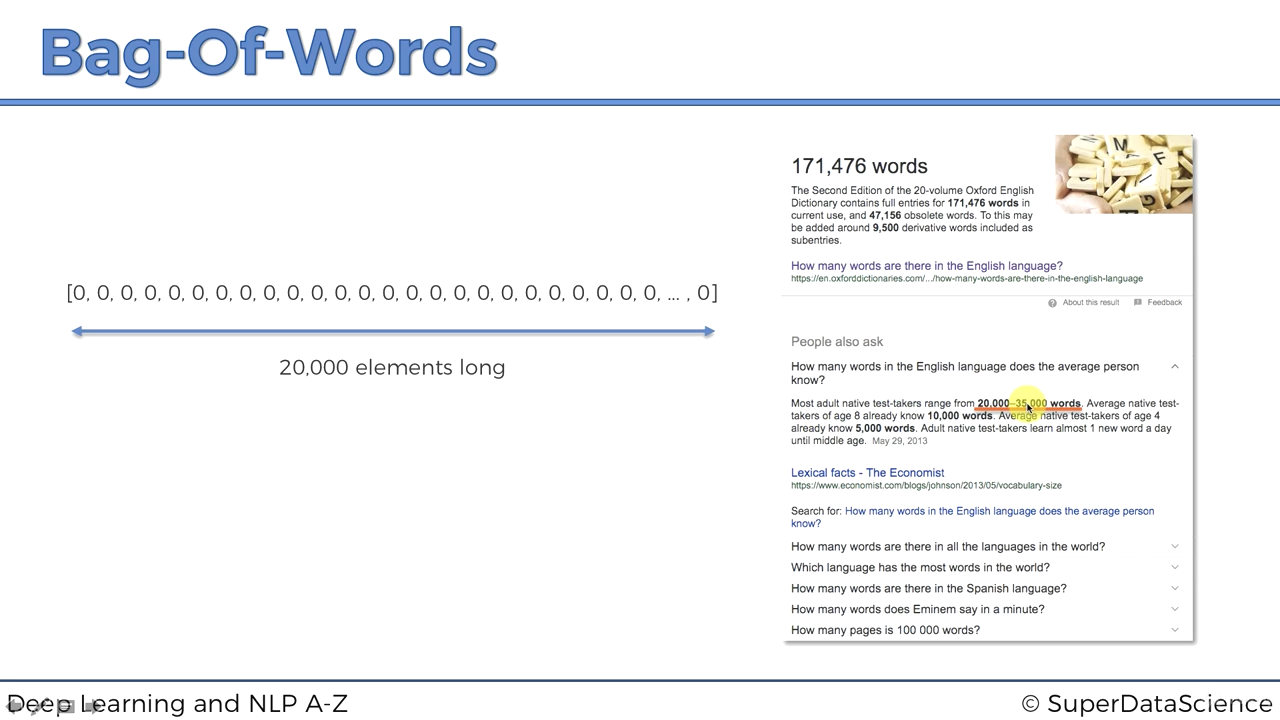 Bag-Of-Words
[0, 0, 0, 0, 0, 0, 0, 0, 0, 0, 0, 0, 0, 0, 0, 0, 0, 0, 0, 0, 0, 0, 0, 0, 0, ... , 0]
20,000 elements long
171,476 words
The Second Edition of the 20-volume Oxford English
Dictionary contains full entries for 171,476 words in
current use, and 47,156 obsolete words. To this may
be added around 9,500 derivative words included as
subentries.
How many words are there in the English language?
https://en.oxforddictionaries.com/.../how-many-words-are-there-in-the-english-language
About this result Feedback
People also ask
How many words in the English language does the average person
know?
Most adult native test-takers range from 20,000–35,000 words. Average native test-
takers of age 8 already know 10,000 words. Average native test-takers of age 4
already know 5,000 words. Adult native test-takers learn almost 1 new word a day
until middle age. May 29, 2013
Lexical facts - The Economist
https://www.economist.com/blogs/johnson/2013/05/vocabulary-size
Search for: How many words in the English language does the average person
know?
How many words are there in all the languages in the world?
Which language has the most words in the world?
How many words are there in the Spanish language?
How many words does Eminem say in a minute?
How many pages is 100 000 words?
Deep Learning and NLP A-Z
© SuperDataScience